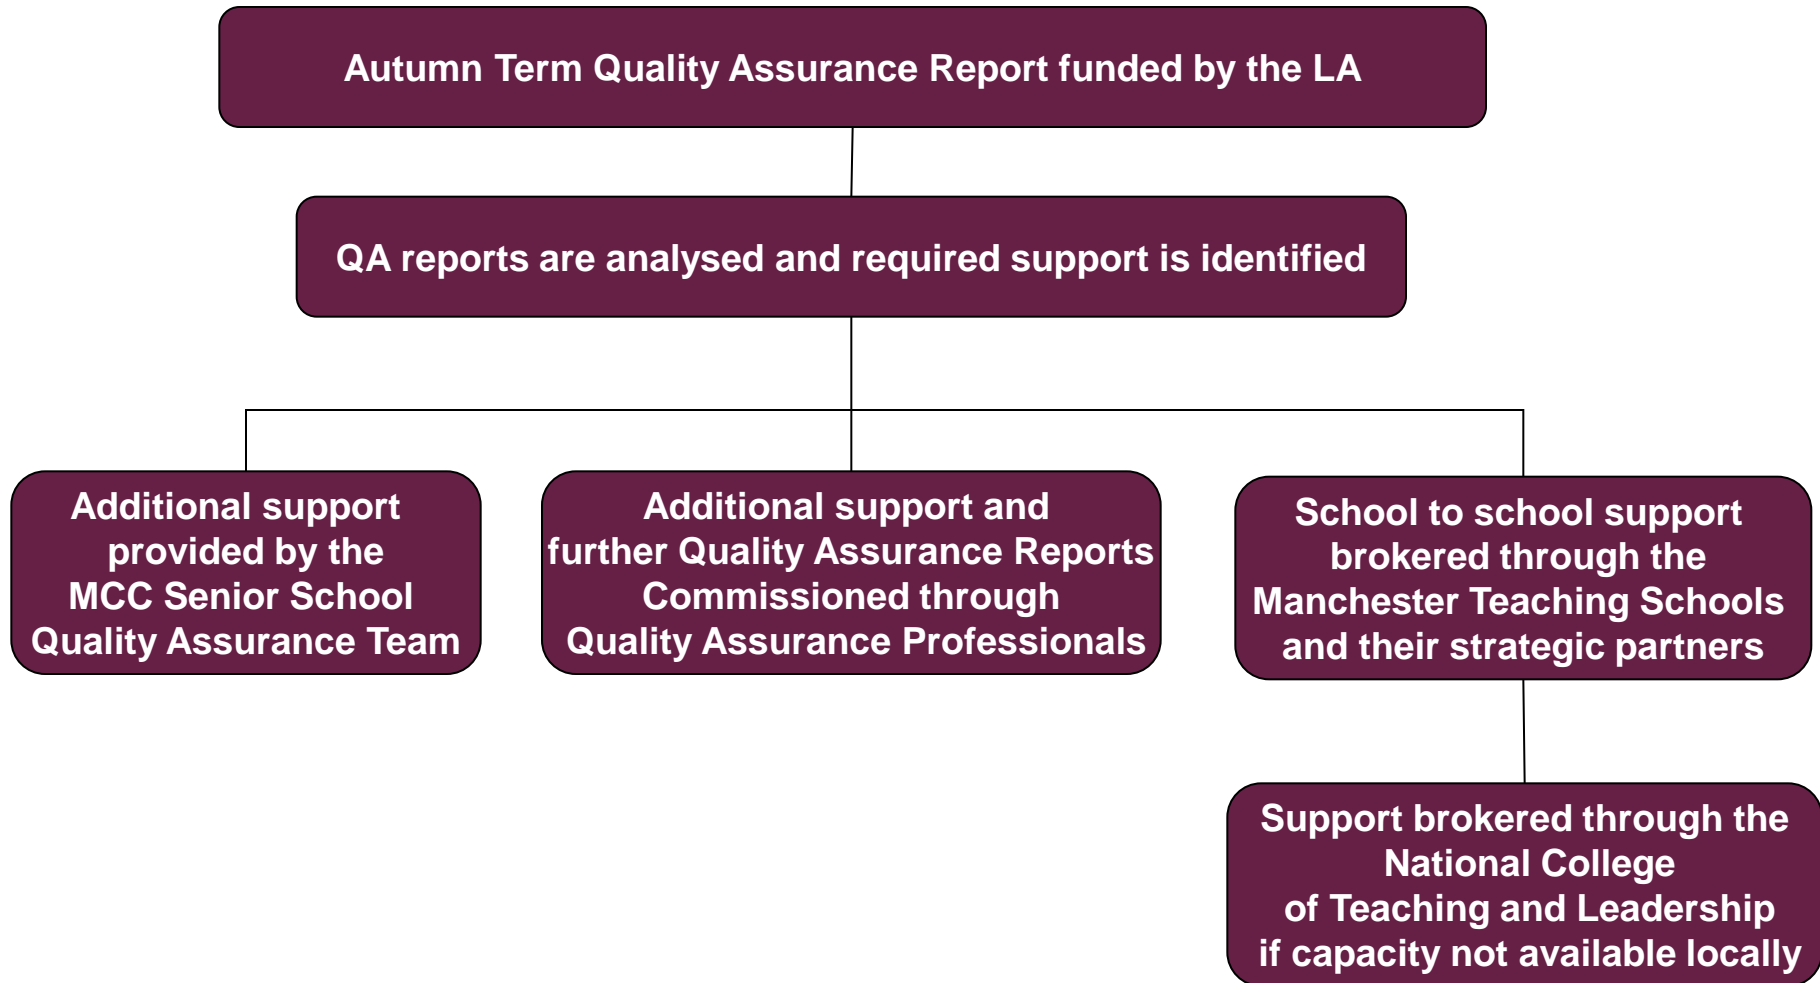 Autumn Term Quality Assurance Report funded by the LA
QA reports are analysed and required support is identified
Additional support
provided by the
MCC Senior School
Quality Assurance Team
Additional support and
further Quality Assurance Reports
Commissioned through
Quality Assurance Professionals
School to school support
brokered through the
Manchester Teaching Schools
and their strategic partners
Support brokered through the
National College
of Teaching and Leadership
if capacity not available locally